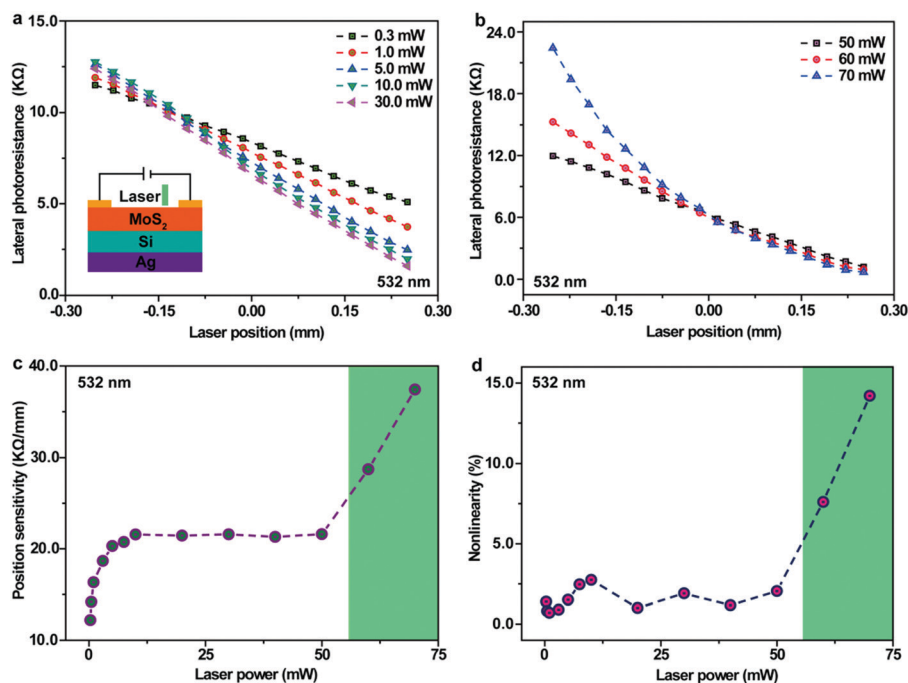 a
Lateral photoresistance (KΩ)
15.0
10.0
5.0
0.0
0.3 mW
1.0 mW
5.0 mW
10.0 mW
30.0 mW
Laser
MoS₂
Si
Ag
532 nm
-0.30 -0.15 0.00 0.15 0.30
Laser position (mm)
b
Lateral photoresistance (KΩ)
24.0
18.0
12.0
6.0
0.0
50 mW
60 mW
70 mW
532 nm
-0.30 -0.15 0.00 0.15 0.30
Laser position (mm)
c
Position sensitivity (KΩ/mm)
40.0
30.0
20.0
10.0
532 nm
0 25 50 75
Laser power (mW)
d
Nonlinearity (%)
15.0
10.0
5.0
0.0
532 nm
0 25 50 75
Laser power (mW)